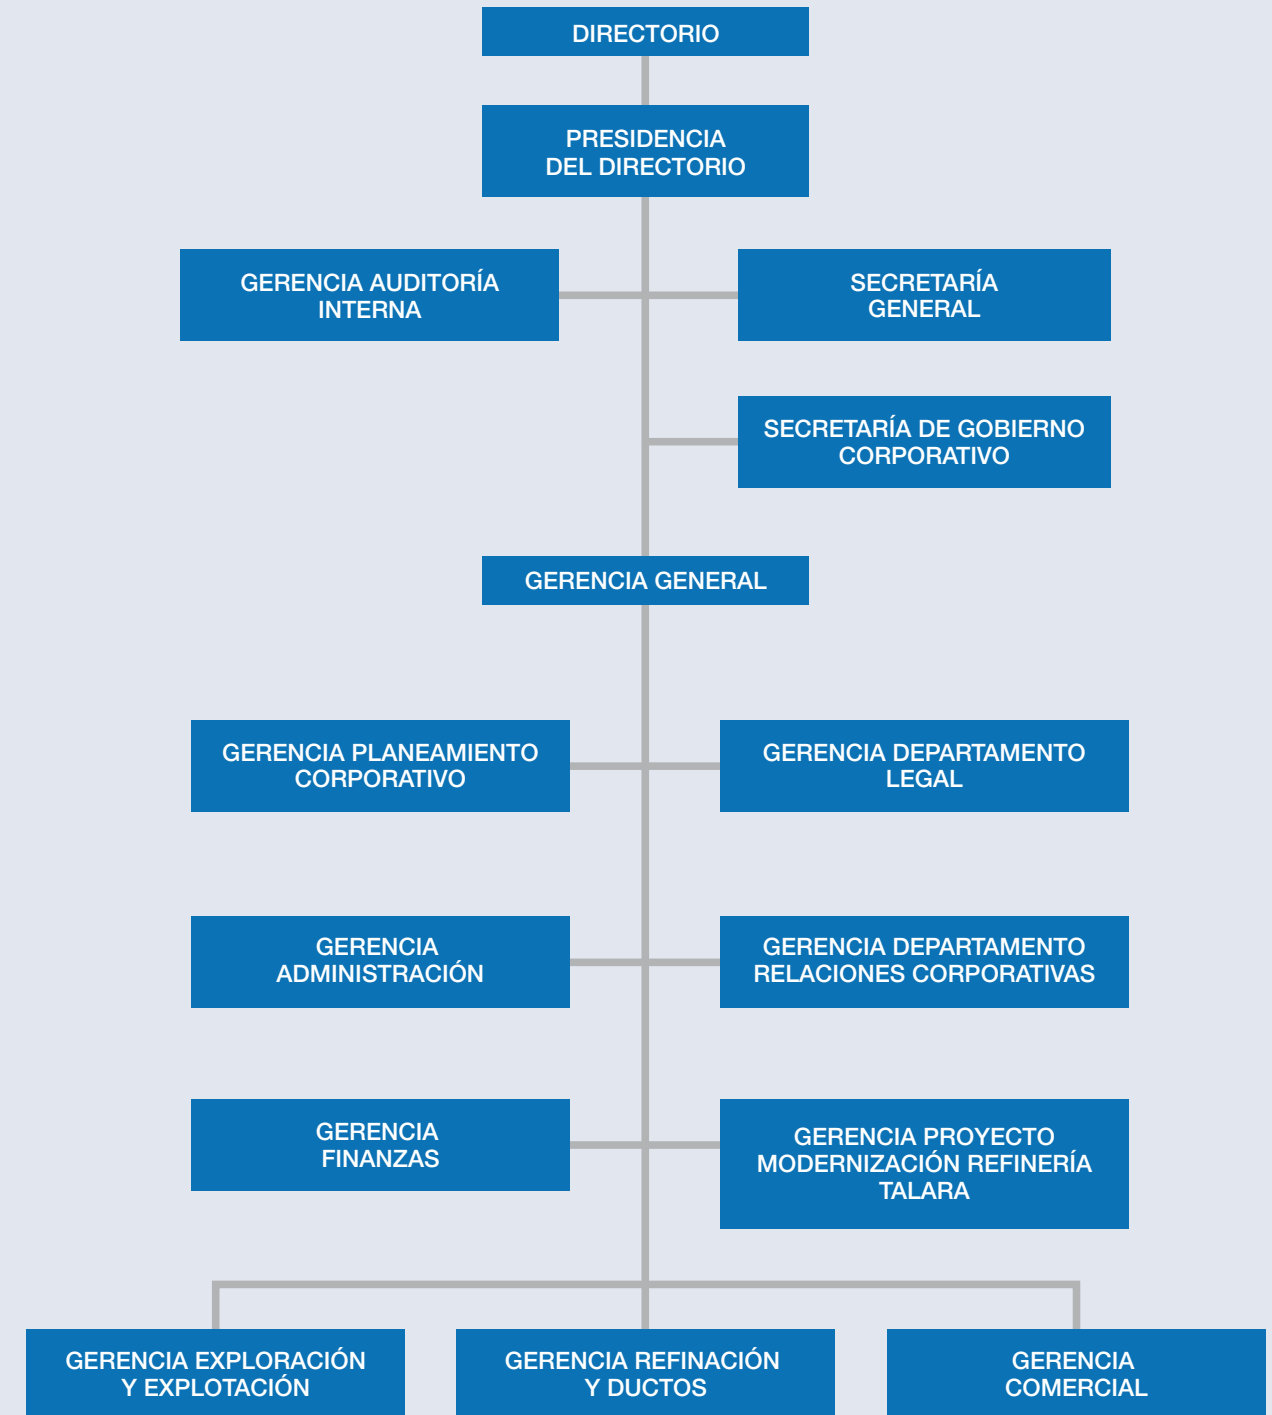 DIRECTORIO
PRESIDENCIA
DEL DIRECTORIO
GERENCIA AUDITORÍA
INTERNA
SECRETARÍA
GENERAL
SECRETARÍA DE GOBIERNO
CORPORATIVO
GERENCIA GENERAL
GERENCIA PLANEAMIENTO
CORPORATIVO
GERENCIA DEPARTAMENTO
LEGAL
GERENCIA
ADMINISTRACIÓN
GERENCIA DEPARTAMENTO
RELACIONES CORPORATIVAS
GERENCIA
FINANZAS
GERENCIA PROYECTO
MODERNIZACIÓN REFINERÍA
TALARA
GERENCIA EXPLORACIÓN
Y EXPLOTACIÓN
GERENCIA REFINACIÓN
Y DUCTOS
GERENCIA
COMERCIAL